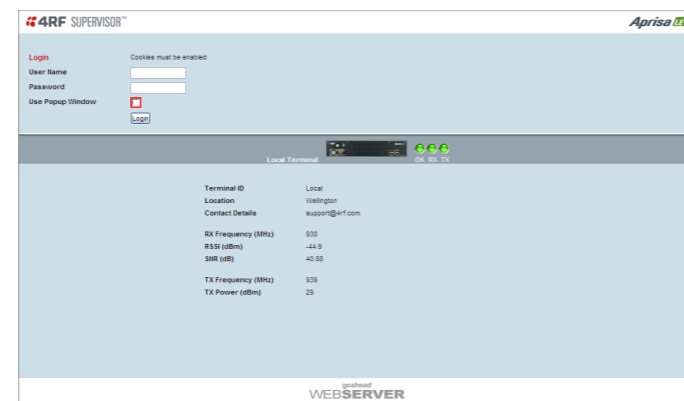 4RF SUPERVISOR™
Aprisa LE
Login Cookies must be enabled
User Name
Password
Use Popup Window
Login
Local Terminal OK RX TX
Terminal ID Local
Location Wellington
Contact Details support@4rf.com
RX Frequency (MHz) 930
RSSI (dBm) -44.9
SNR (dB) 40.88
TX Frequency (MHz) 939
TX Power (dBm) 29
goahead
WEBSERVER